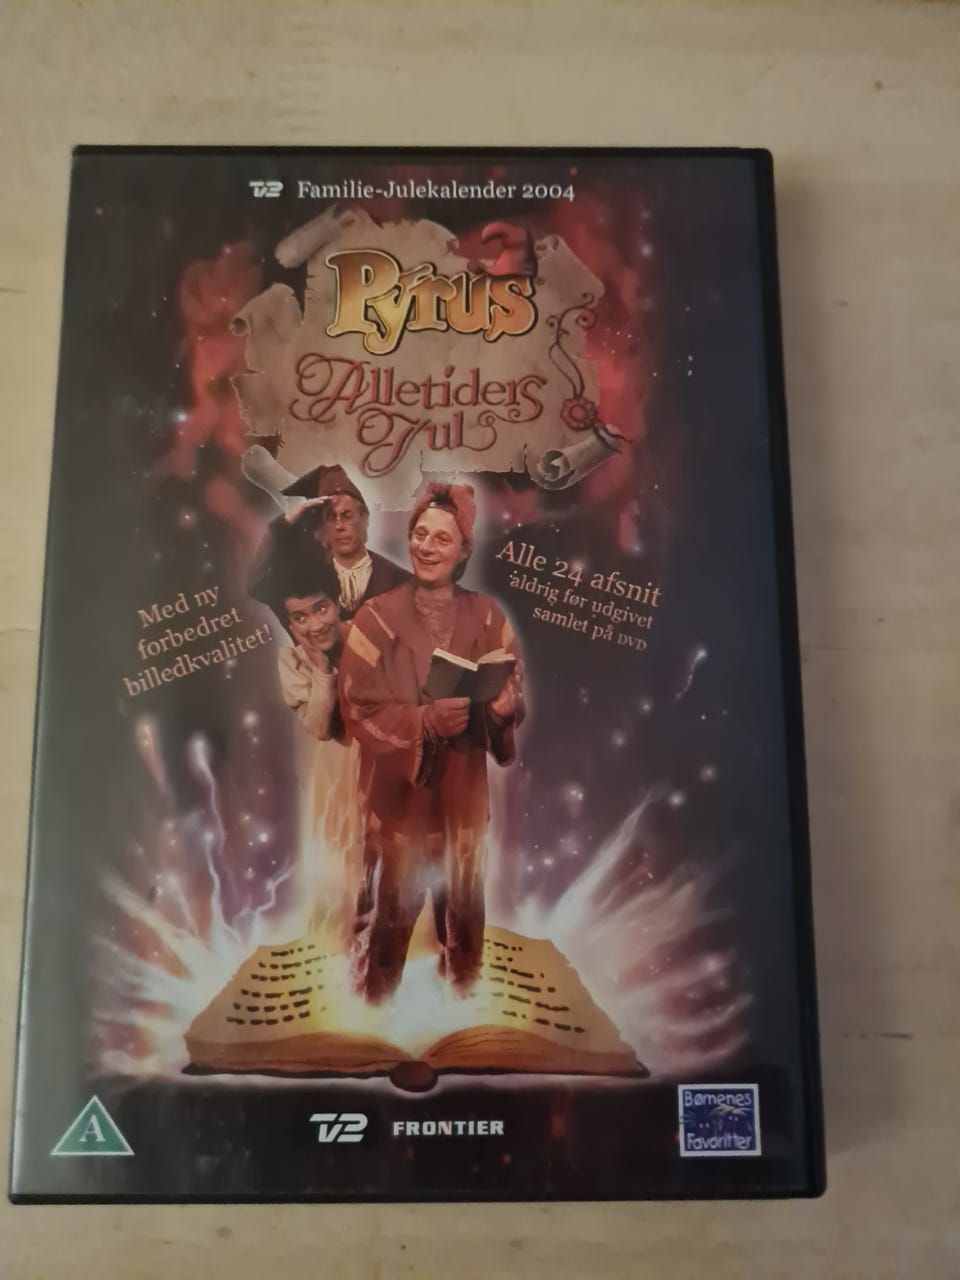 TV2 Familie-Julekalender 2004
Pyrus
Alletiders
Jul
Med ny
forbedret
billedkvalitet!
Alle 24 afsnit
aldrig før udgivet
samlet på DVD
A
TV2 FRONTIER
Børnenes
Favoritter